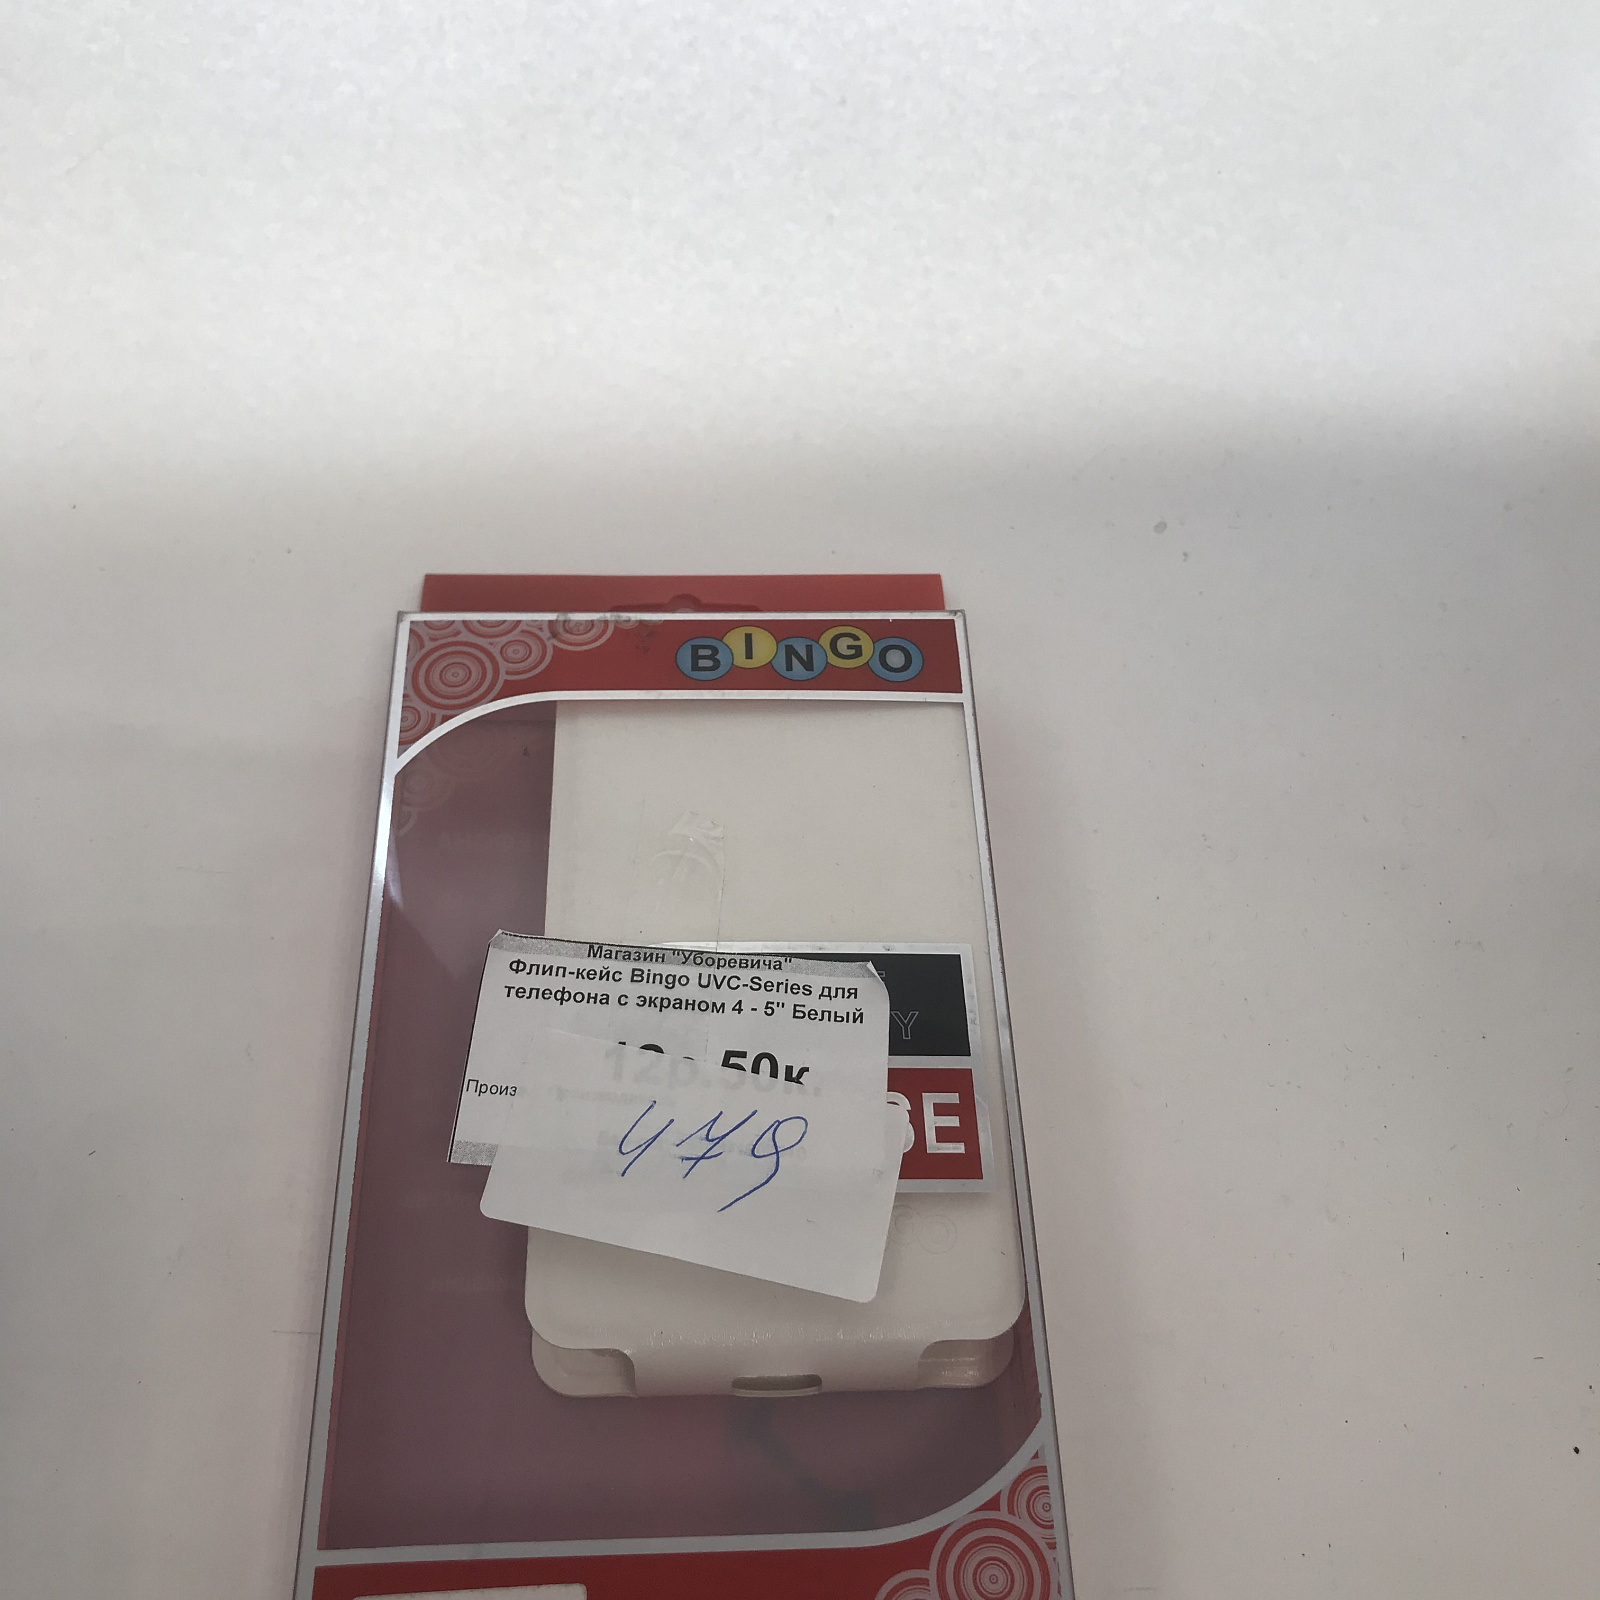 BINGO
Магазин "Уборевича"
Флип-кейс Bingo UVC-Series для
телефона с экраном 4 - 5" Белый
12р.50к.
Произ
479